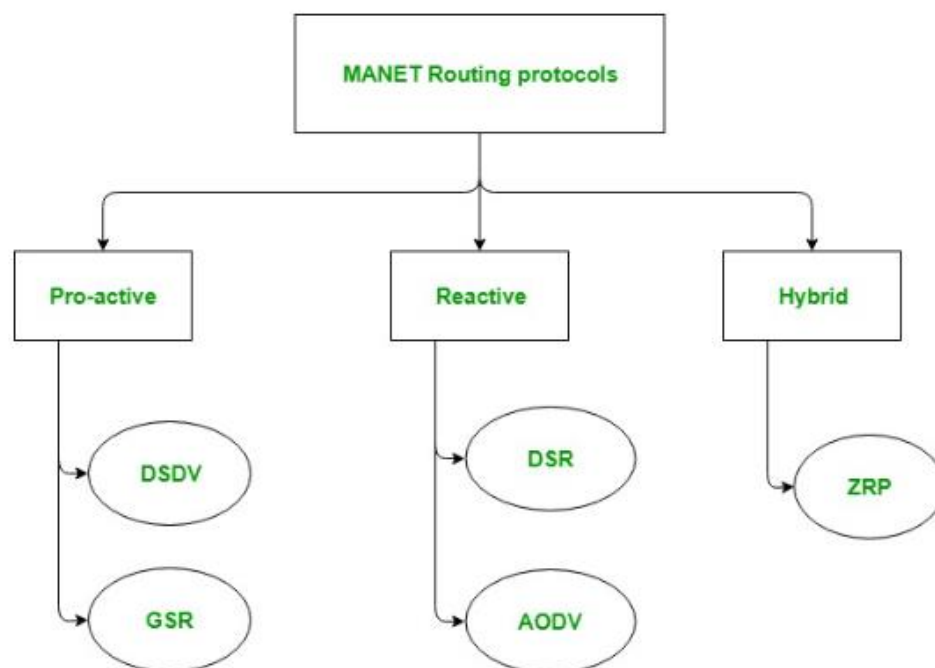 MANET Routing protocols
Pro-active
Reactive
Hybrid
DSDV
DSR
ZRP
GSR
AODV